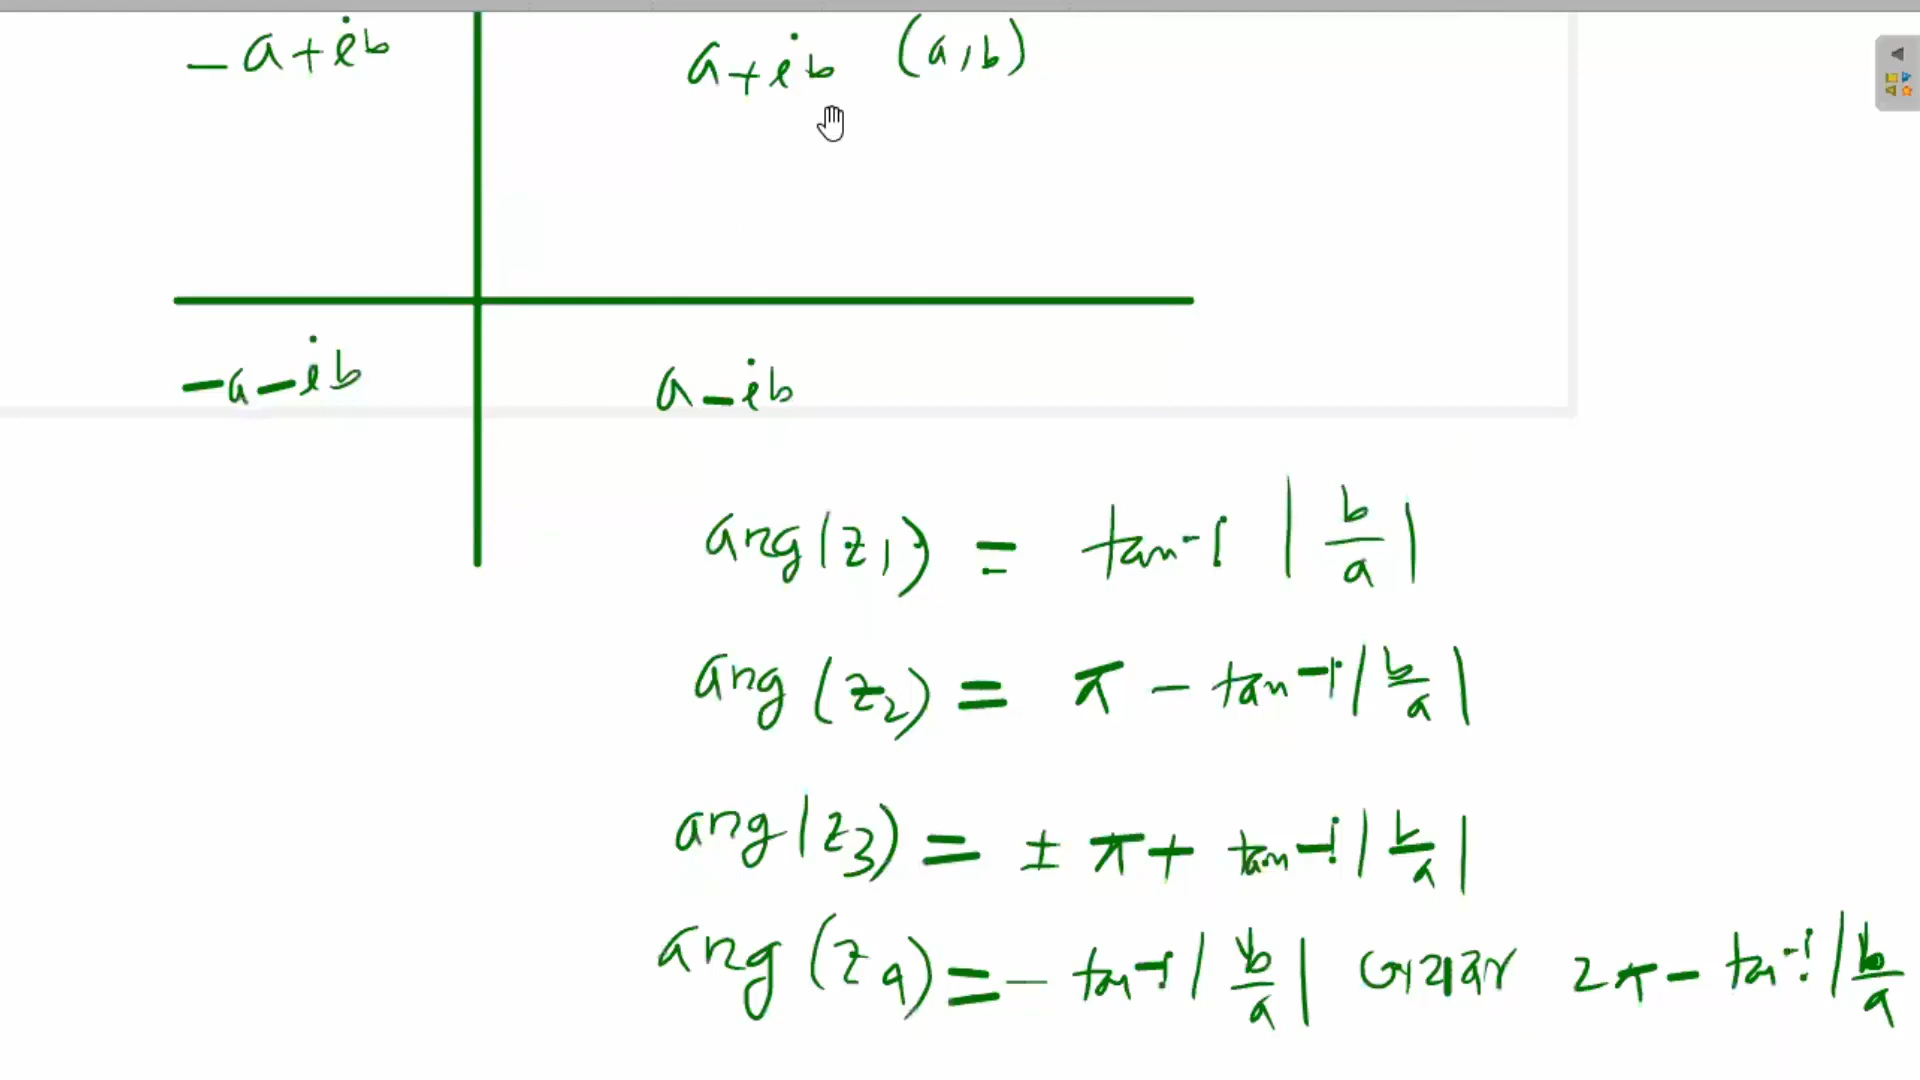 -a+ib a+ib (a,b)
-a-ib a-ib
arg(z₁) = tan⁻¹ |b/a|
arg(z₂) = π - tan⁻¹|b/a|
arg(z₃) = ± π + tan⁻¹|b/a|
arg(z₄) = - tan⁻¹|b/a| 2π - tan⁻¹|b/a